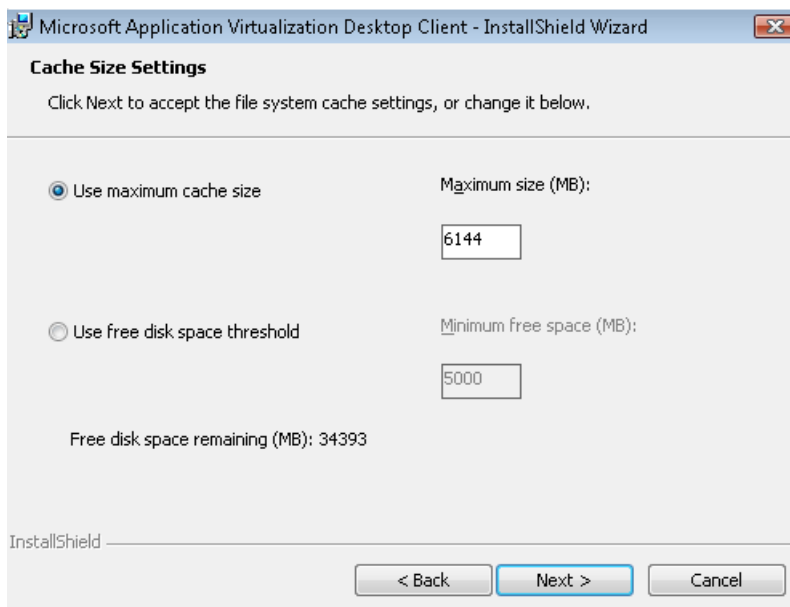 Microsoft Application Virtualization Desktop Client - InstallShield Wizard
Cache Size Settings
Click Next to accept the file system cache settings, or change it below.
Use maximum cache size
Maximum size (MB):
6144
Use free disk space threshold
Minimum free space (MB):
5000
Free disk space remaining (MB): 34393
InstallShield
< Back
Next >
Cancel